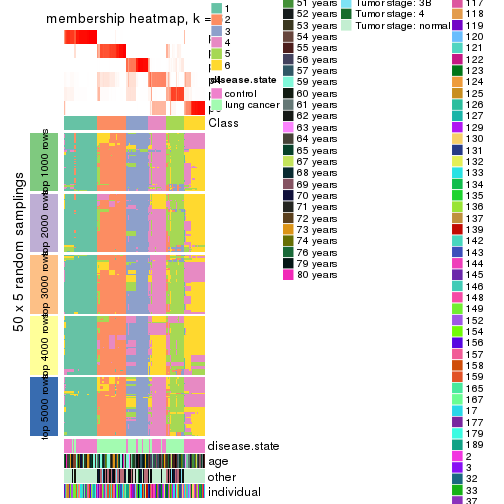 membership heatmap, k =
1
2
3
4
5
6
disease.state
control
lung cancer
Class
50 x 5 random samplings
top 1000 rows
top 2000 rows
top 3000 rows
top 4000 rows
top 5000 rows
disease.state
age
other
individual
51 years
52 years
53 years
54 years
55 years
56 years
57 years
59 years
60 years
61 years
62 years
63 years
64 years
65 years
67 years
68 years
69 years
70 years
71 years
72 years
73 years
74 years
76 years
79 years
80 years
Tumor stage: 3B
Tumor stage: 4
Tumor stage: normal
117
118
119
120
121
122
123
124
125
126
127
129
130
131
132
133
134
135
136
137
139
142
143
144
145
146
148
149
152
154
156
157
158
159
165
167
17
177
179
189
2
3
32
33
37